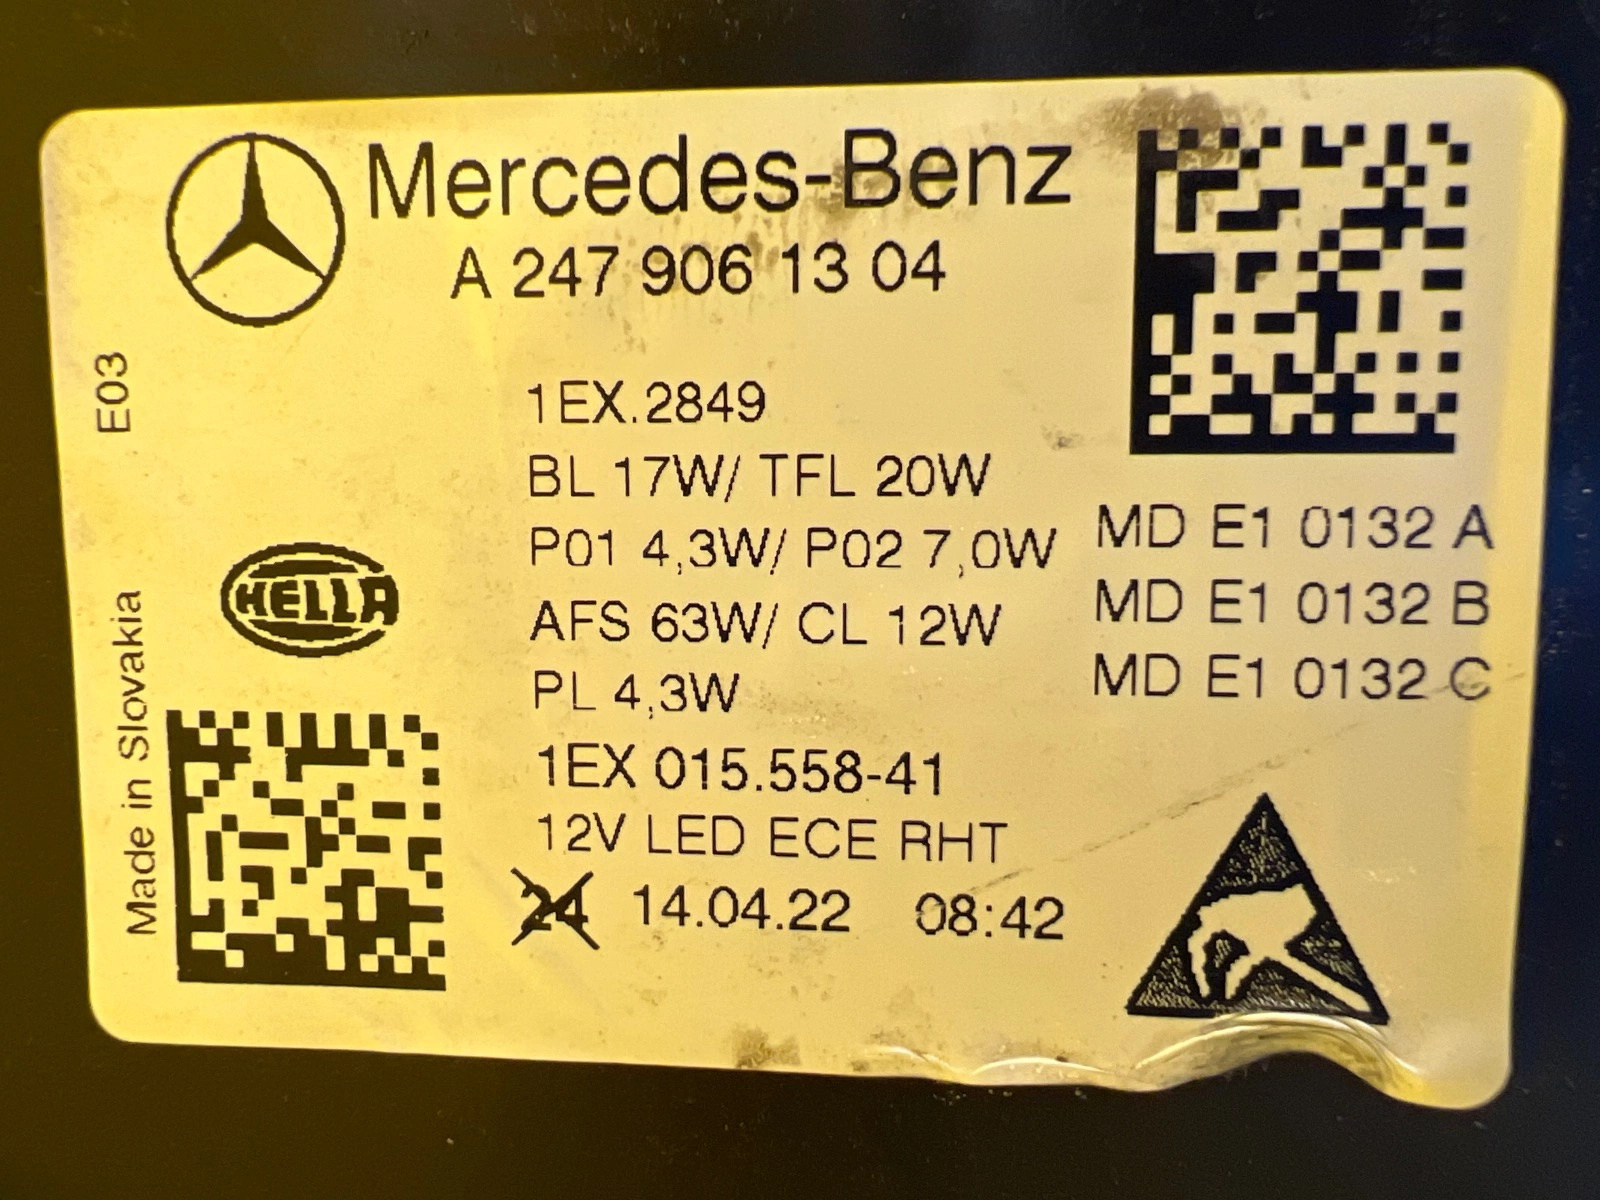 Mercedes-Benz
A 247 906 13 04
E03
1EX.2849
BL 17W/ TFL 20W
P01 4,3W/ P02 7,0W
AFS 63W/ CL 12W
PL 4,3W
MD E1 0132 A
MD E1 0132 B
MD E1 0132 C
HELLA
Made in Slovakia
1EX 015.558-41
12V LED ECE RHT
24 14.04.22 08:42